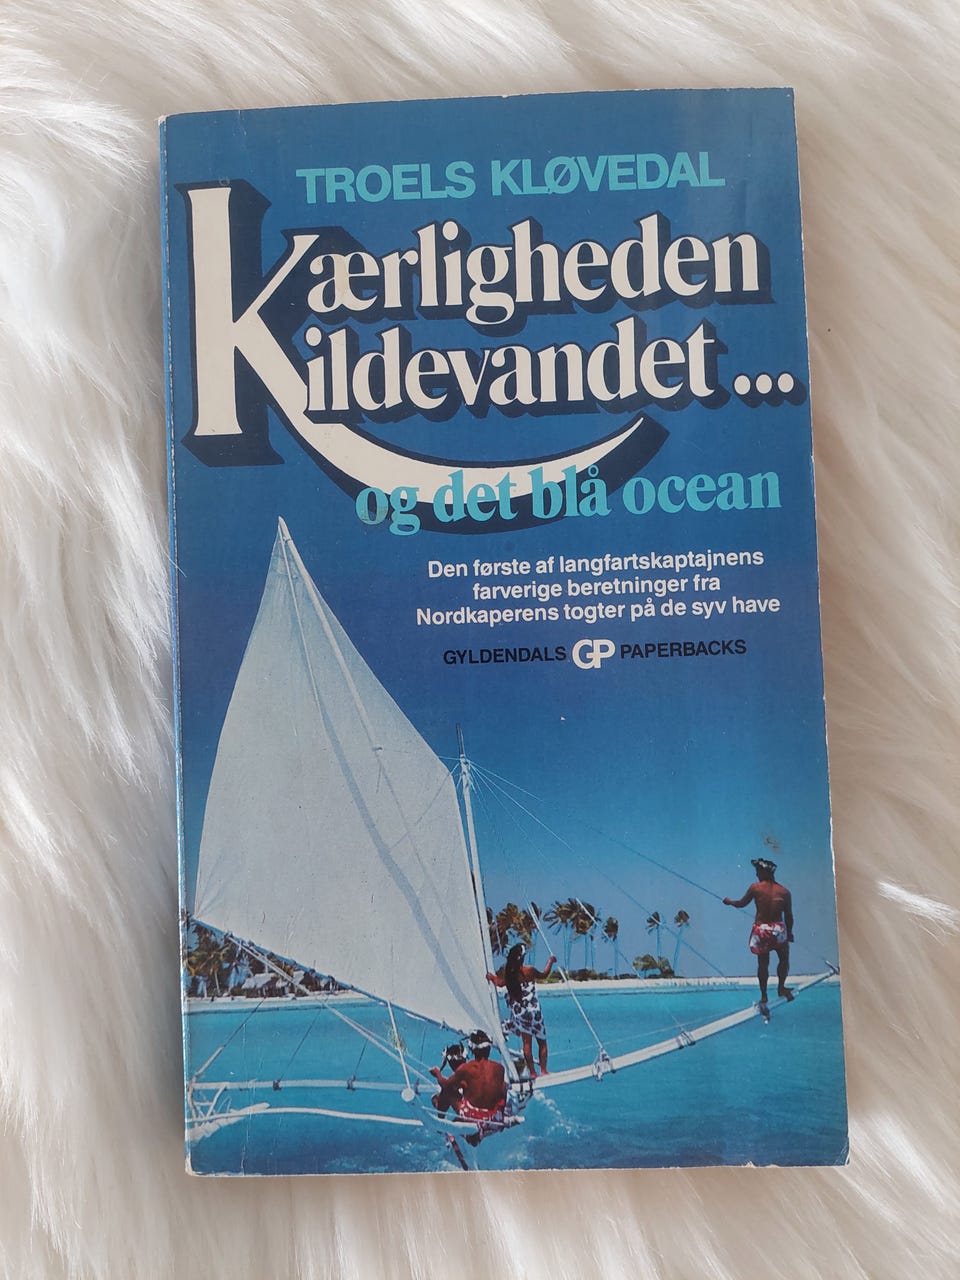 TROELS KLØVEDAL
Kærligheden
Kildevandet...
og det blå ocean
Den første af langfartskaptajnens
farverige beretninger fra
Nordkaperens togter på de syv have
GYLDENDALS GP PAPERBACKS